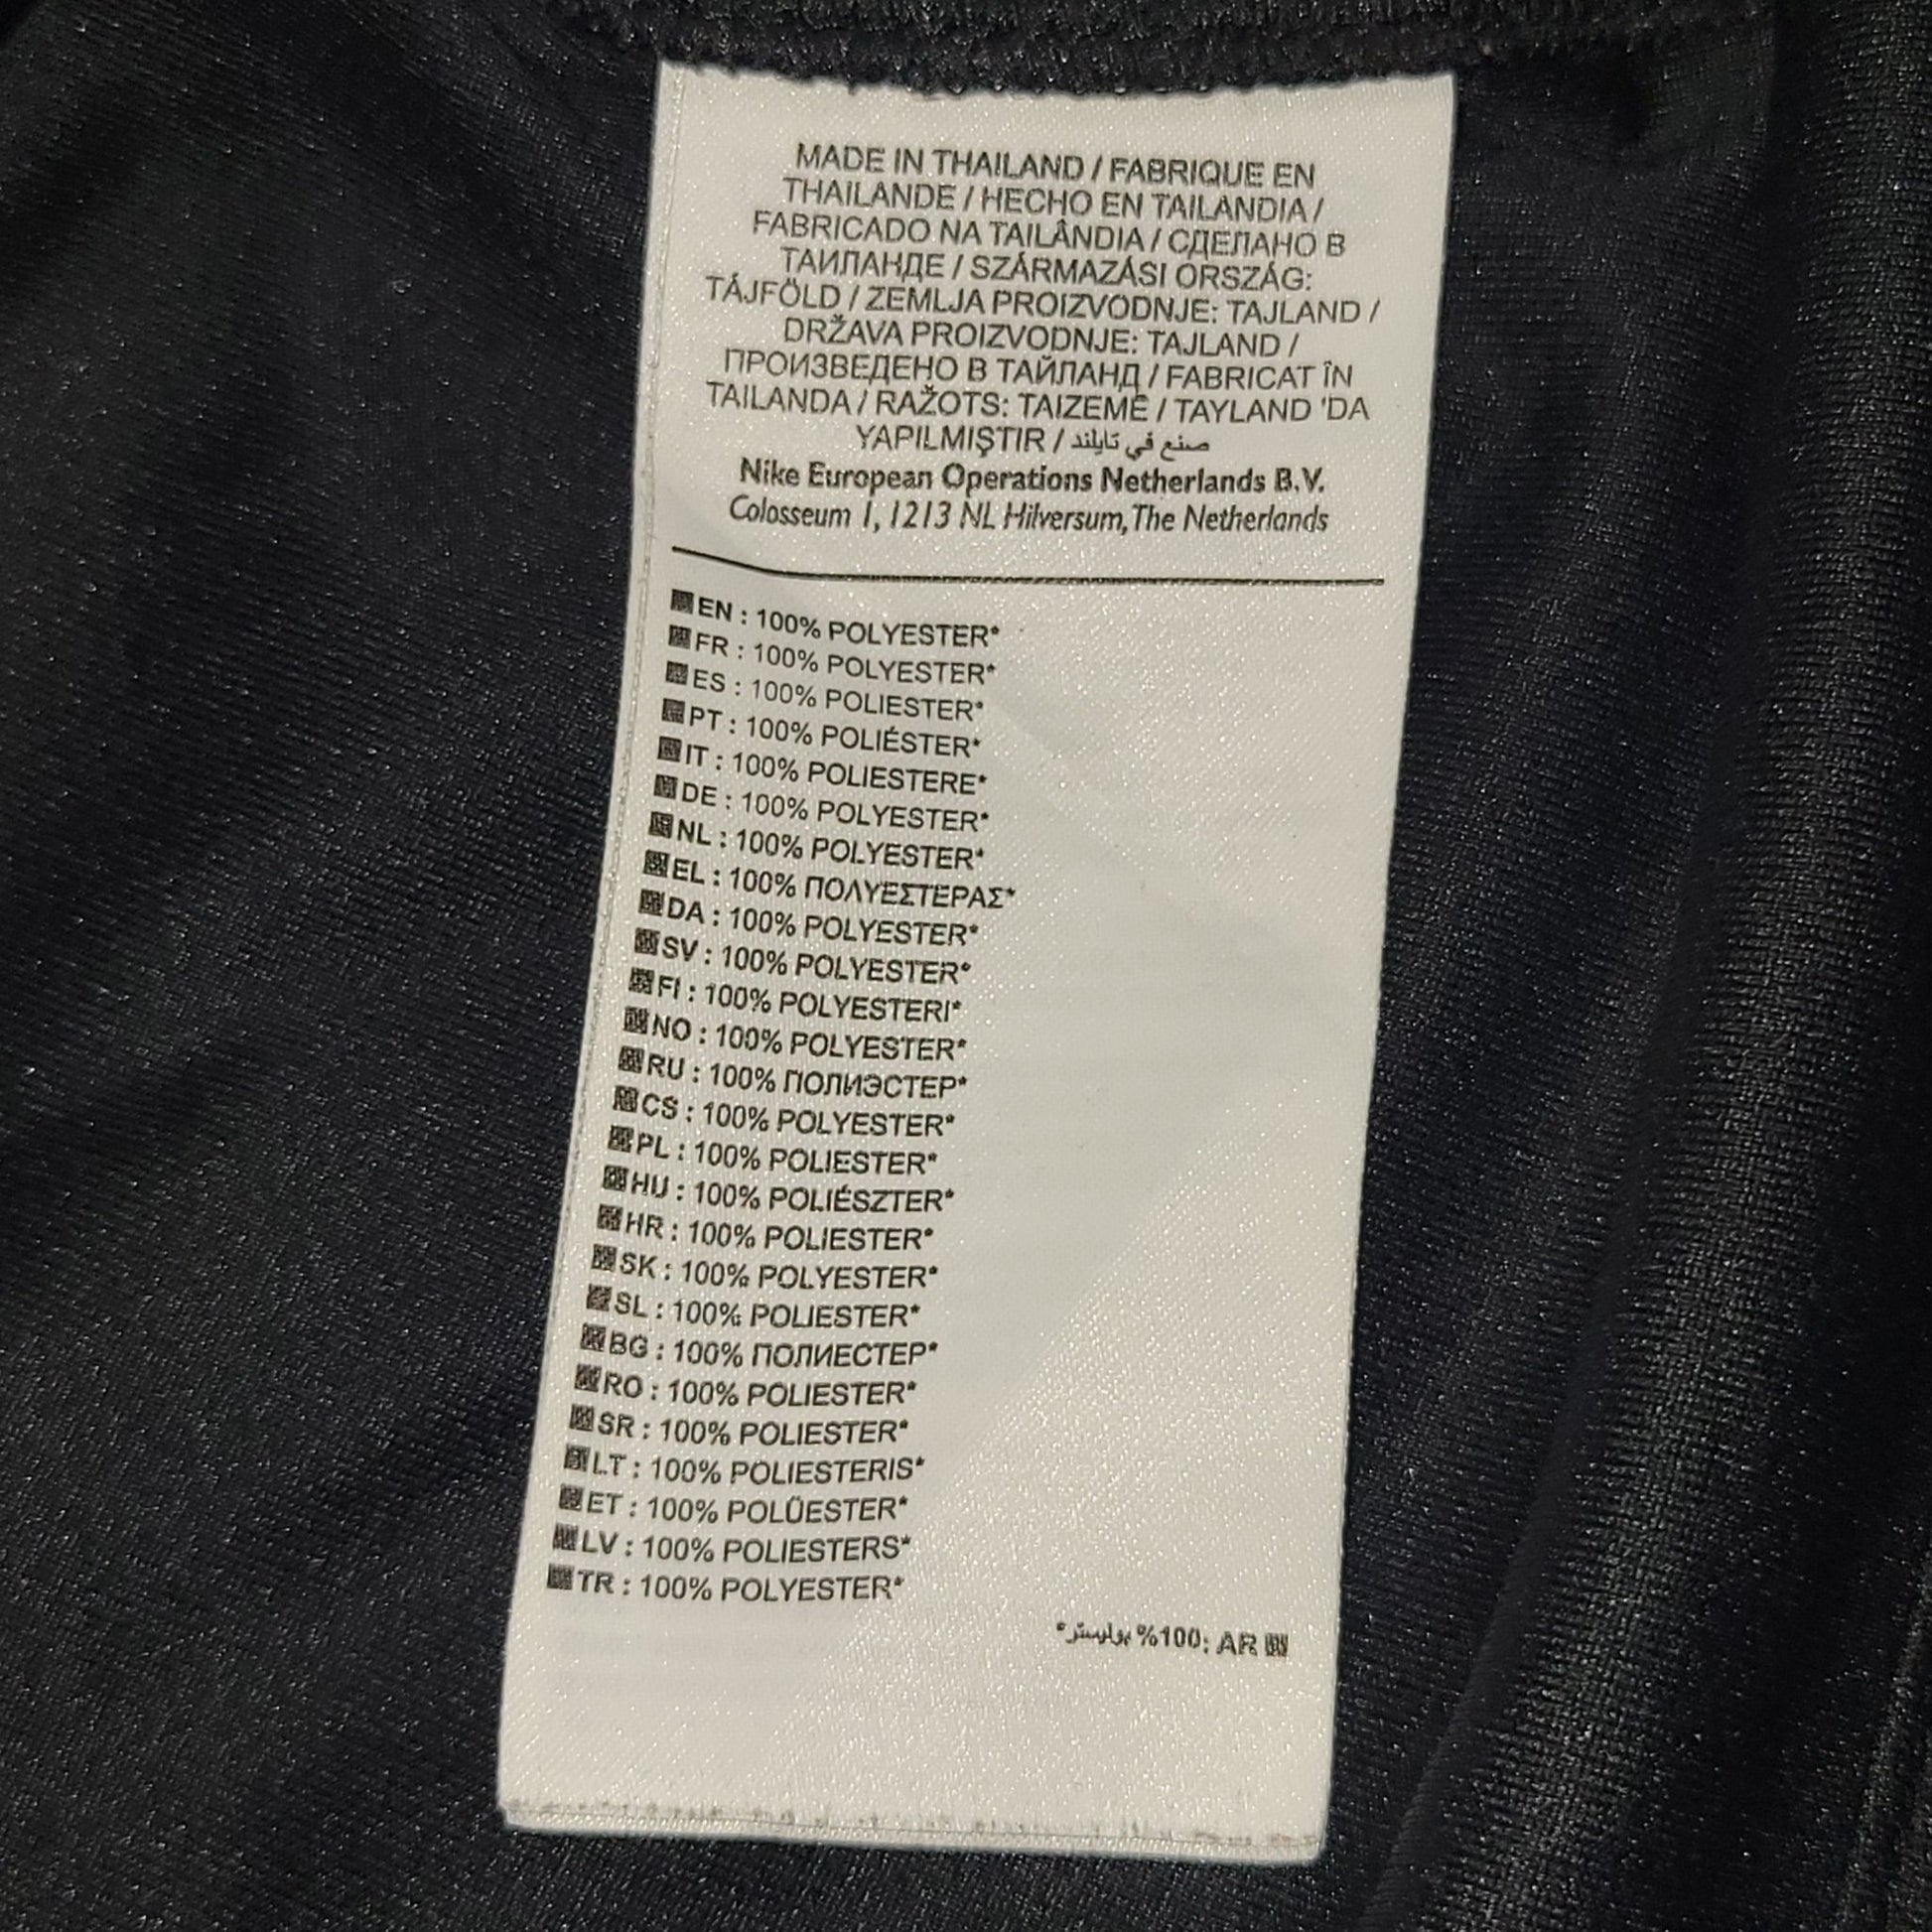 MADE IN THAILAND / FABRIQUE EN
THAILANDE / HECHO EN TAILANDIA /
FABRICADO NA TAILÂNDIA / СДЕЛАНО В
ТАИЛАНДЕ / SZÁRMAZÁSI ORSZÁG:
TÁJFÖLD / ZEMLJA PROIZVODNJE: TAJLAND /
DRŽAVA PROIZVODNJE: TAJLAND /
ПРОИЗВЕДЕНО В ТАЙЛАНД / FABRICAT ÎN
TAILANDA / RAŽOTS: TAIZEMĒ / TAYLAND 'DA
YAPILMIŞTIR / صنع في تايلند
Nike European Operations Netherlands B.V.
Colosseum 1, 1213 NL Hilversum, The Netherlands
EN : 100% POLYESTER*
FR : 100% POLYESTER*
ES : 100% POLIESTER*
PT : 100% POLIÉSTER*
IT : 100% POLIESTERE*
DE : 100% POLYESTER*
NL : 100% POLYESTER*
EL : 100% ΠΟΛΥΕΣΤΕΡΑΣ*
DA : 100% POLYESTER*
SV : 100% POLYESTER*
FI : 100% POLYESTERI*
NO : 100% POLYESTER*
RU : 100% ПОЛИЭСТЕР*
CS : 100% POLYESTER*
PL : 100% POLIESTER*
HU : 100% POLIÉSZTER*
HR : 100% POLIESTER*
SK : 100% POLYESTER*
SL : 100% POLIESTER*
BG : 100% ПОЛИЕСТЕР*
RO : 100% POLIESTER*
SR : 100% POLIESTER*
LT : 100% POLIESTERIS*
ET : 100% POLÜESTER*
LV : 100% POLIESTERS*
TR : 100% POLYESTER*
AR :100% بوليستر*